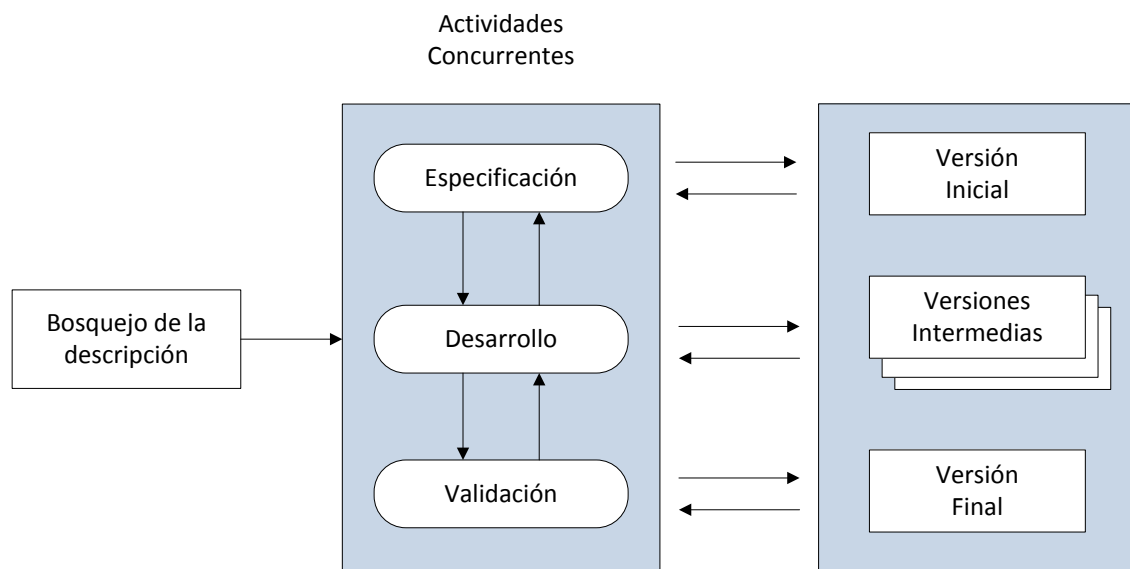 Actividades
Concurrentes
Bosquejo de la
descripción
Especificación
Desarrollo
Validación
Versión
Inicial
Versiones
Intermedias
Versión
Final